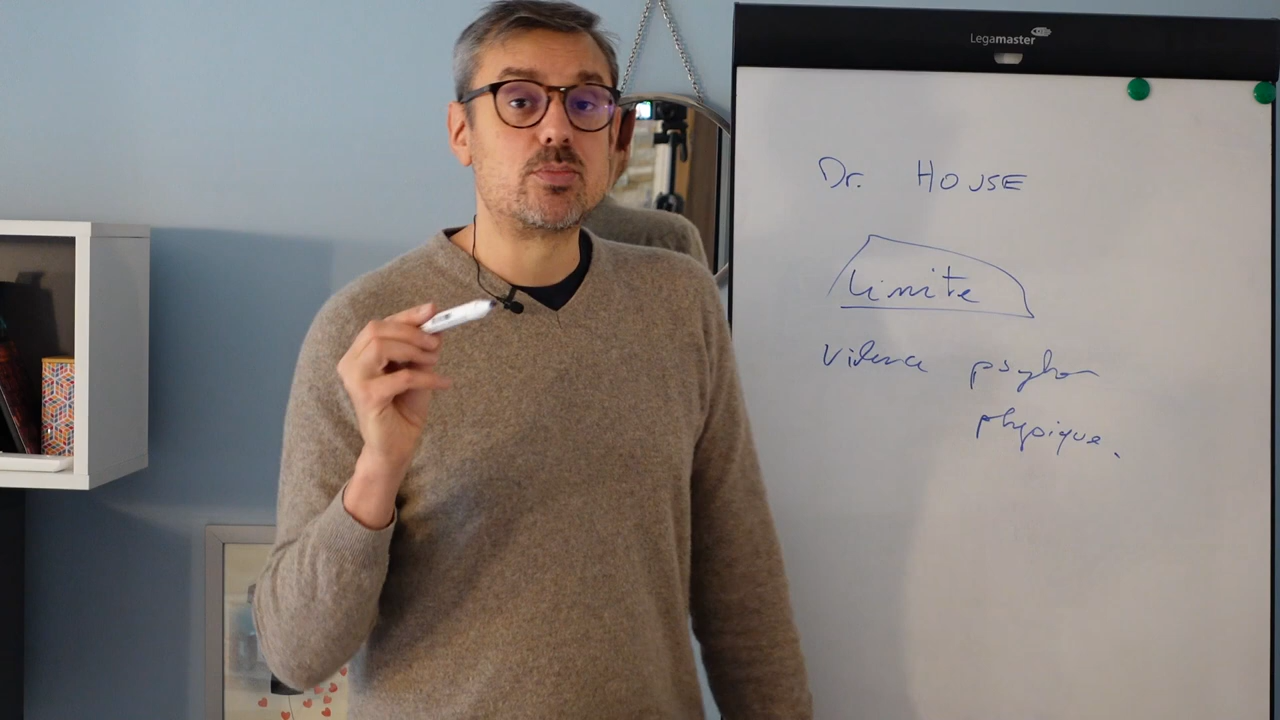 Legamaster
Dr. HOUSE
Limite
Violence psycho
physique.